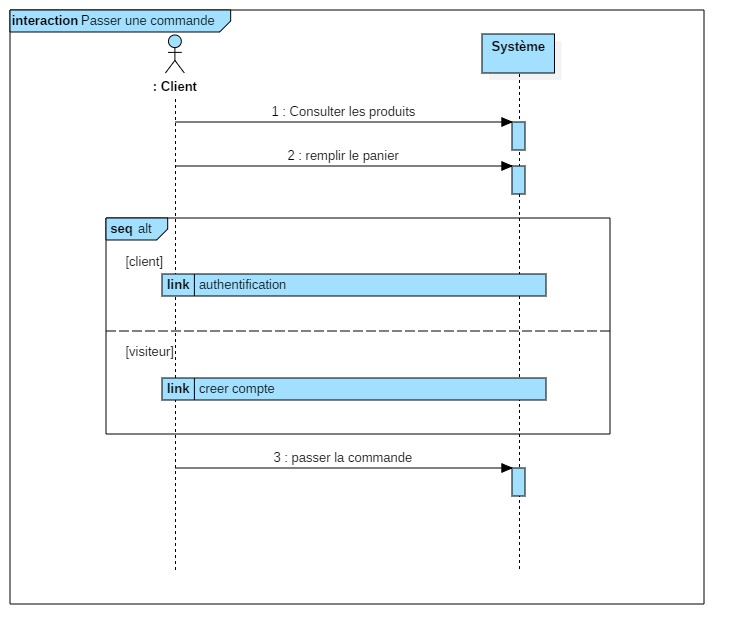 interaction Passer une commande
: Client
Système
1 : Consulter les produits
2 : remplir le panier
seq alt
[client]
link authentification
[visiteur]
link creer compte
3 : passer la commande